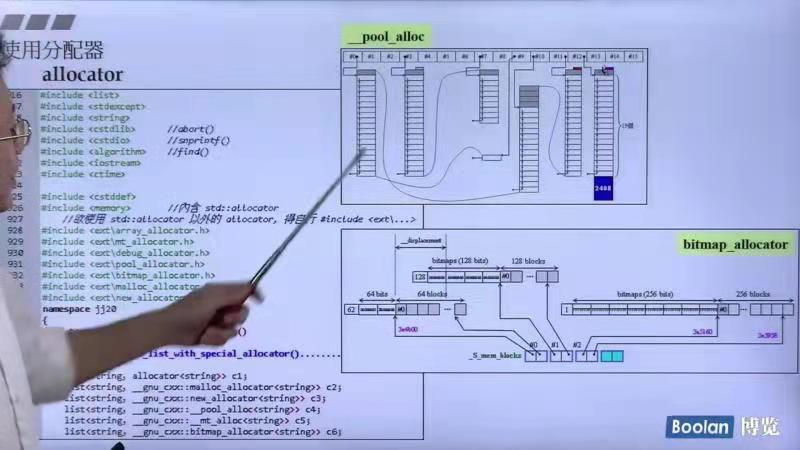 使用分配器
allocator
16 #include <list>
17 #include <stdexcept>
#include <string>
#include <cstdlib> //abort()
#include <cstdio> //snprintf()
#include <algorithm> //find()
#include <iostream>
#include <ctime>
#include <cstddef>
#include <memory> //內含 std::allocator
927 //欲使用 std::allocator 以外的 allocator, 得自行 #include <ext\...>
928 #include <ext\array_allocator.h>
929 #include <ext\mt_allocator.h>
930 #include <ext\debug_allocator.h>
931 #include <ext\pool_allocator.h>
932 #include <ext\bitmap_allocator.h>
#include <ext\malloc_allocator.h>
#include <ext\new_allocator
namespace jj20
{
()
_list_with_special_allocator()
string, allocator<string>> c1;
list<string, __gnu_cxx::malloc_allocator<string>> c2;
list<string, __gnu_cxx::new_allocator<string>> c3;
list<string, __gnu_cxx::__pool_alloc<string>> c4;
list<string, __gnu_cxx::__mt_alloc<string>> c5;
list<string, __gnu_cxx::bitmap_allocator<string>> c6;
__pool_alloc
#0 #1 #2 #3 #4 #5 #6 #7 #8 #9 #10 #11 #12 #13 #14 #15
2408
bitmap_allocator
__displacement
bitmaps (128 bits) 128 blocks
128 #0 ...
64 bits 64 blocks
62 #0 ...
bitmaps (256 bits) 256 blocks
1 #0 ...
#0 #1 #2
_S_mem_blocks
Boolan 博览